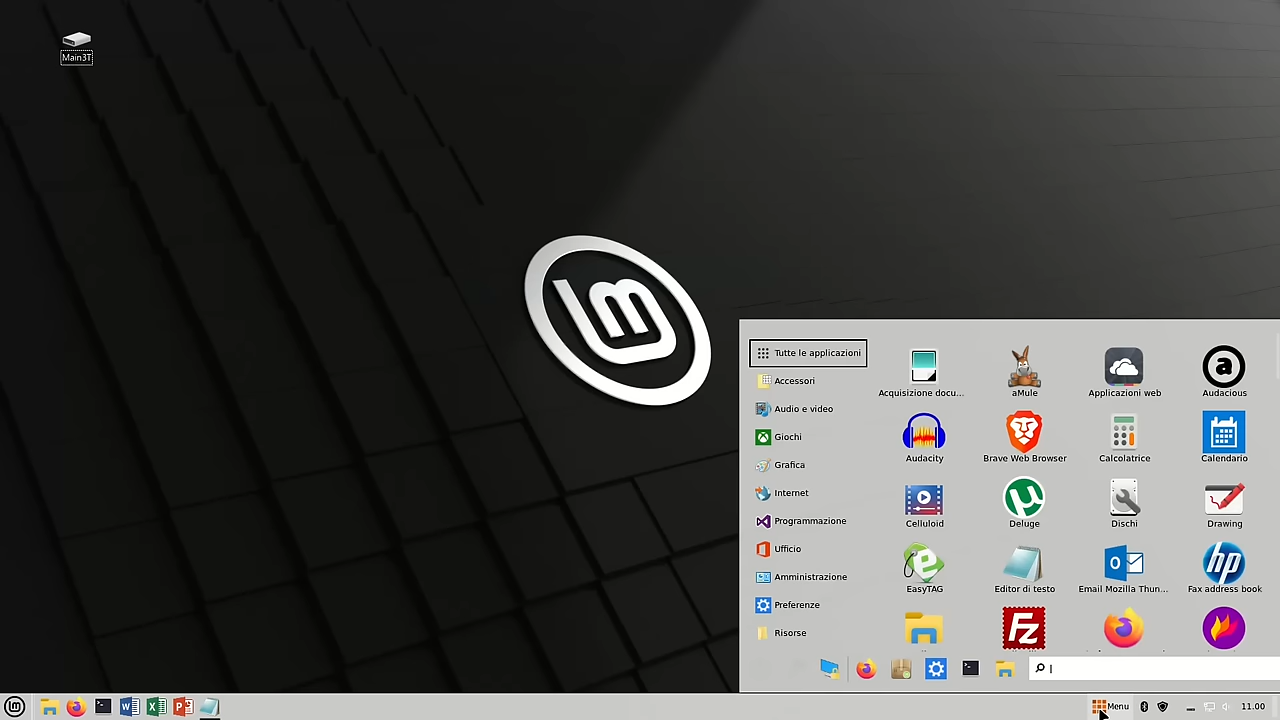 Main3T
Tutte le applicazioni
Accessori
Audio e video
Giochi
Grafica
Internet
Programmazione
Ufficio
Amministrazione
Preferenze
Risorse
Acquisizione docu...
aMule
Applicazioni web
Audacious
Audacity
Brave Web Browser
Calcolatrice
Calendario
Celluloid
Deluge
Dischi
Drawing
EasyTAG
Editor di testo
Email Mozilla Thun...
Fax address book
Menu
11.00